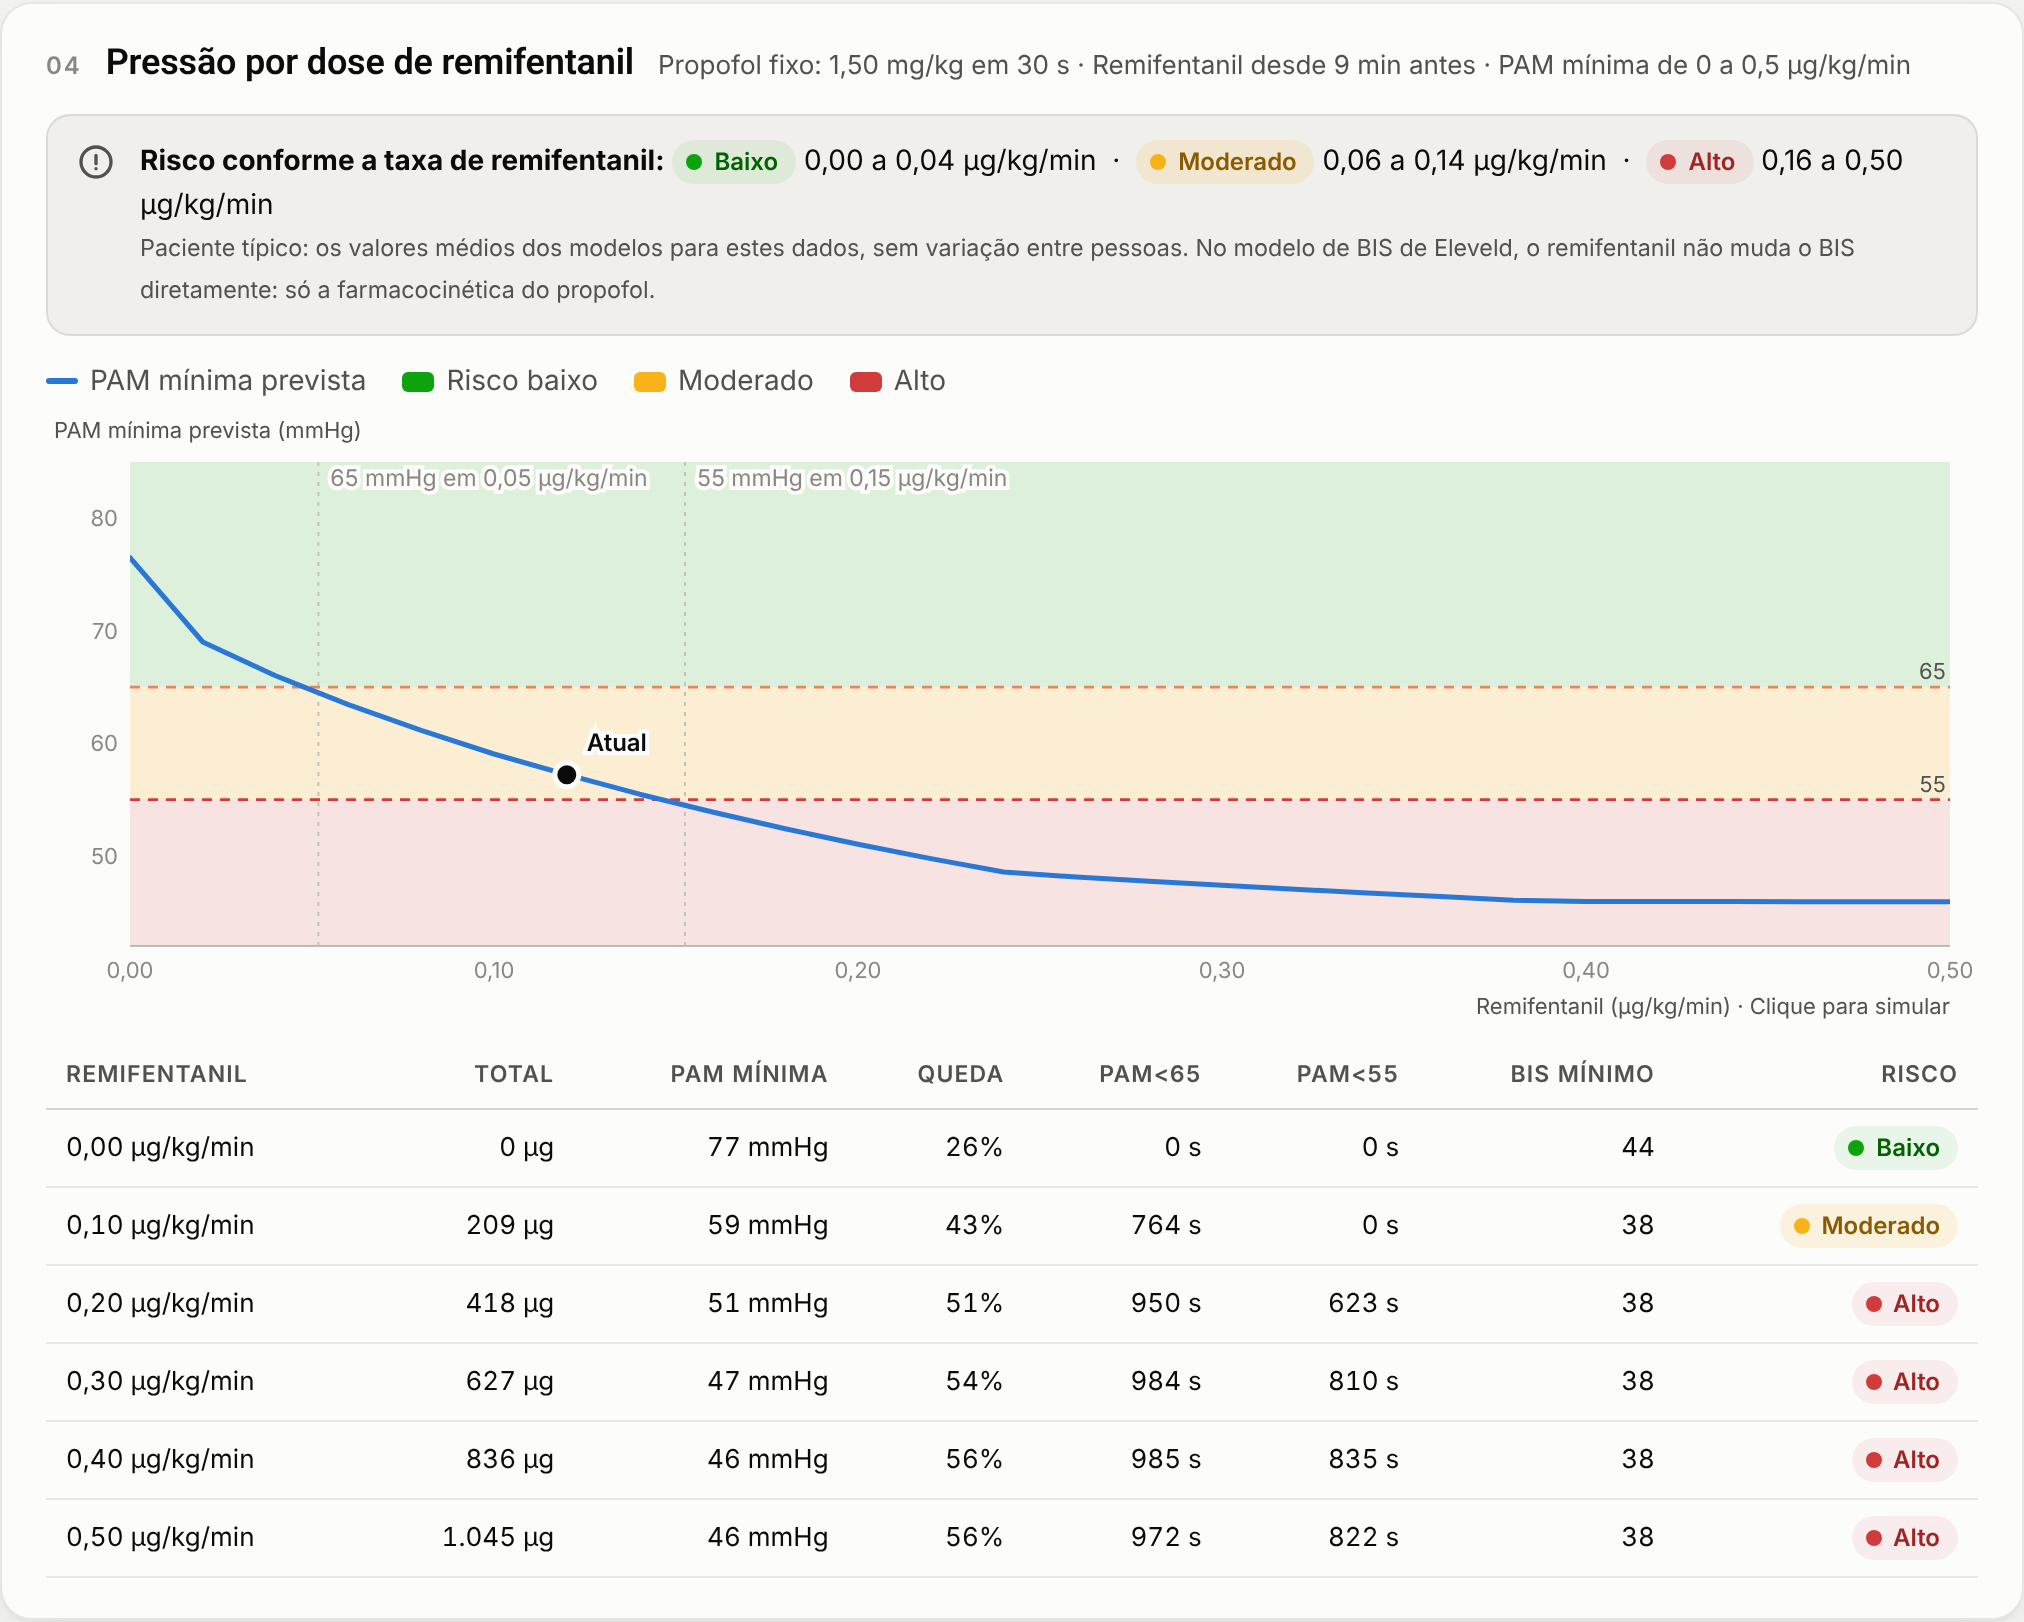 04 Pressão por dose de remifentanil Propofol fixo: 1,50 mg/kg em 30 s · Remifentanil desde 9 min antes · PAM mínima de 0 a 0,5 µg/kg/min
Risco conforme a taxa de remifentanil: Baixo 0,00 a 0,04 µg/kg/min · Moderado 0,06 a 0,14 µg/kg/min · Alto 0,16 a 0,50
µg/kg/min
Paciente típico: os valores médios dos modelos para estes dados, sem variação entre pessoas. No modelo de BIS de Eleveld, o remifentanil não muda o BIS
diretamente: só a farmacocinética do propofol.
PAM mínima prevista Risco baixo Moderado Alto
PAM mínima prevista (mmHg)
65 mmHg em 0,05 µg/kg/min 55 mmHg em 0,15 µg/kg/min
80
70
65
60
Atual
55
50
0,00 0,10 0,20 0,30 0,40 0,50
Remifentanil (µg/kg/min) · Clique para simular
REMIFENTANIL TOTAL PAM MÍNIMA QUEDA PAM<65 PAM<55 BIS MÍNIMO RISCO
0,00 µg/kg/min 0 µg 77 mmHg 26% 0 s 0 s 44 Baixo
0,10 µg/kg/min 209 µg 59 mmHg 43% 764 s 0 s 38 Moderado
0,20 µg/kg/min 418 µg 51 mmHg 51% 950 s 623 s 38 Alto
0,30 µg/kg/min 627 µg 47 mmHg 54% 984 s 810 s 38 Alto
0,40 µg/kg/min 836 µg 46 mmHg 56% 985 s 835 s 38 Alto
0,50 µg/kg/min 1.045 µg 46 mmHg 56% 972 s 822 s 38 Alto